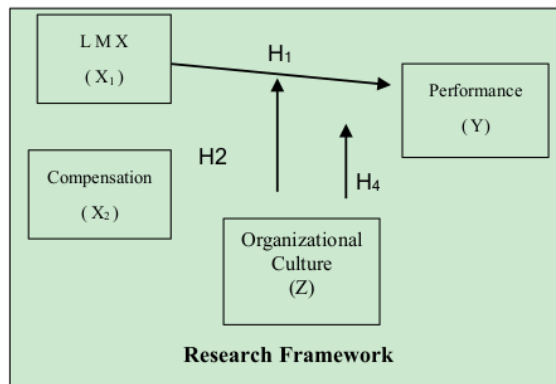 L M X
( X₁ )
H₁
Performance
( Y )
Compensation
( X₂ )
H2
H₄
Organizational
Culture
(Z)
Research Framework